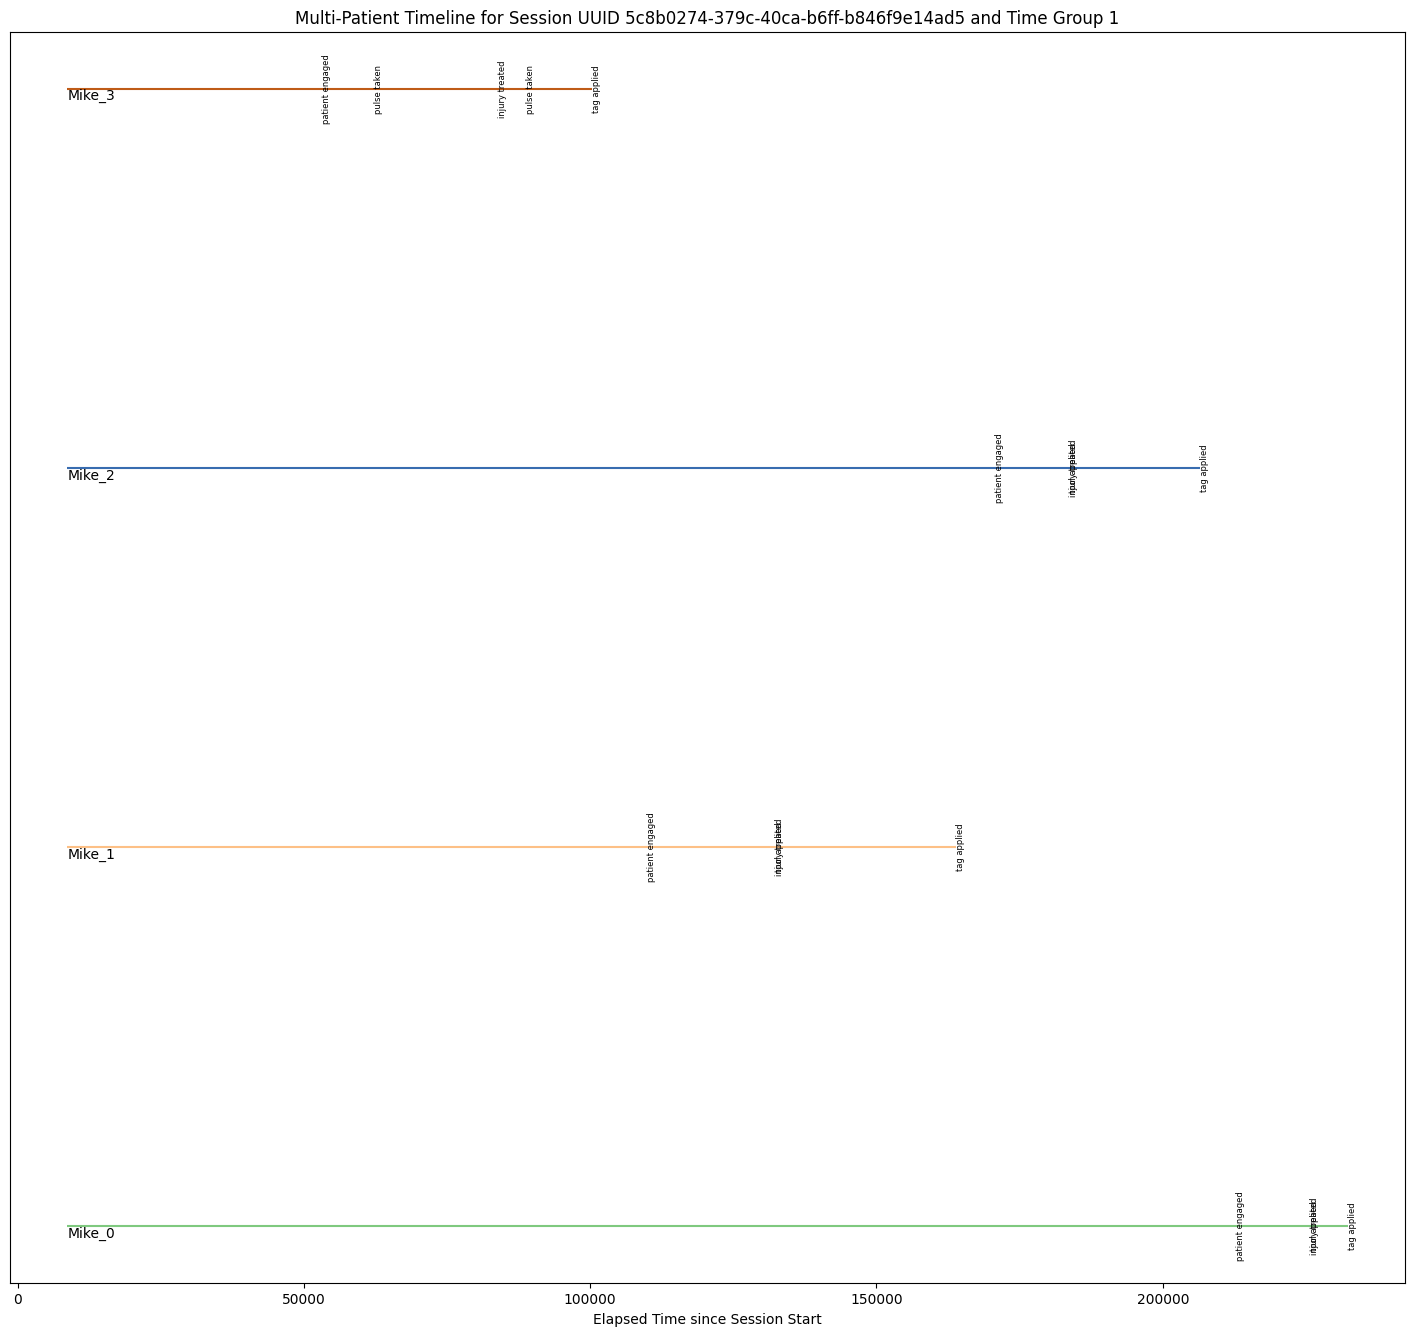 Multi-Patient Timeline for Session UUID 5c8b0274-379c-40ca-b6ff-b846f9e14ad5 and Time Group 1
Mike_3
patient engaged
pulse taken
injury treated
pulse taken
tag applied
Mike_2
patient engaged
tag applied
Mike_1
patient engaged
tag applied
Mike_0
patient engaged
tag applied
0
50000
100000
150000
200000
Elapsed Time since Session Start